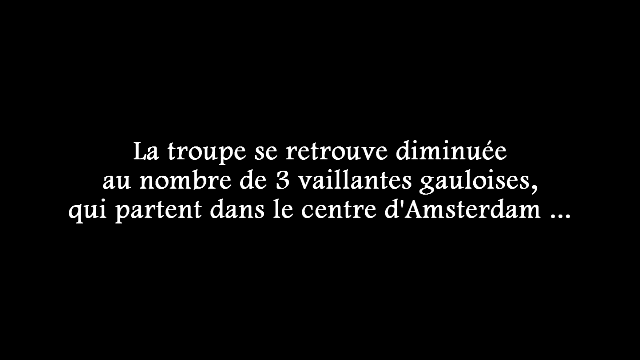 La troupe se retrouve diminuée
au nombre de 3 vaillantes gauloises,
qui partent dans le centre d'Amsterdam ...